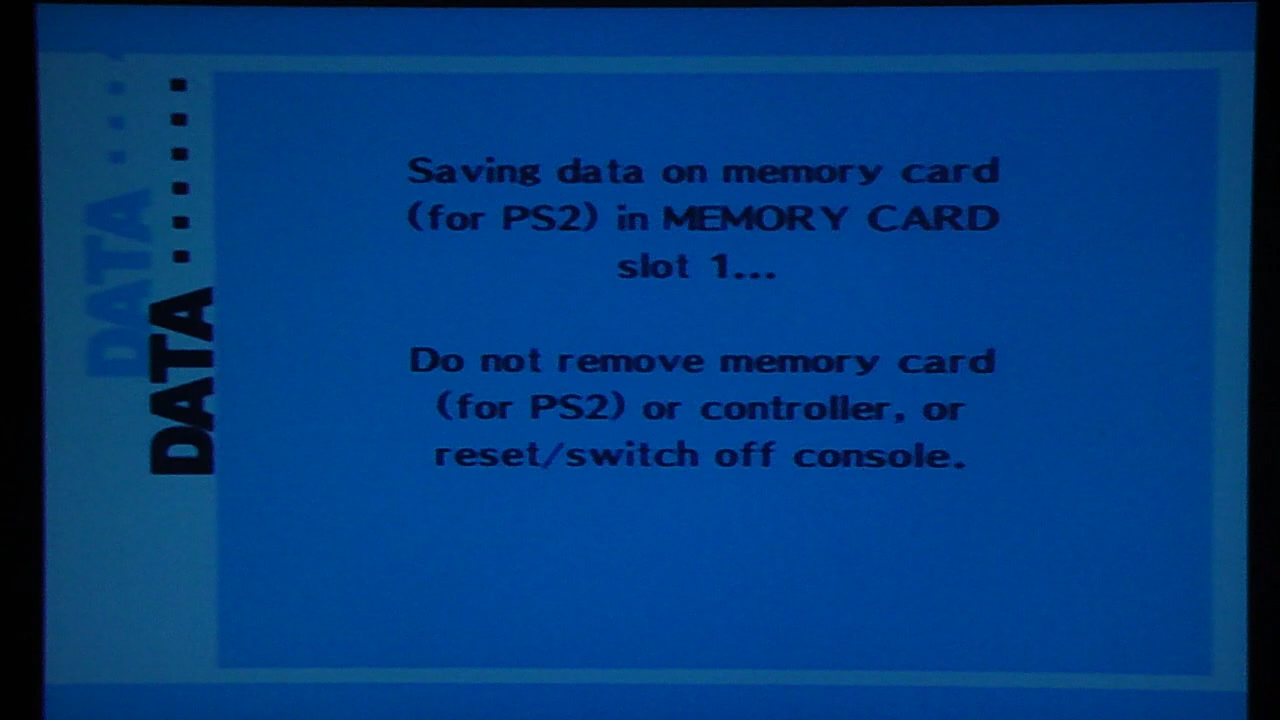 DATA ......
DATA ...
Saving data on memory card
(for PS2) in MEMORY CARD
slot 1...
Do not remove memory card
(for PS2) or controller, or
reset/switch off console.